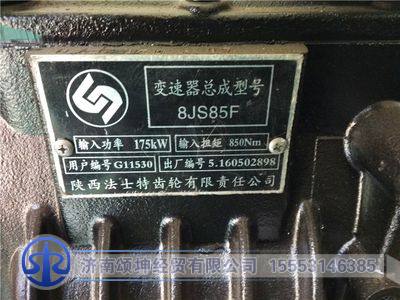 变速器总成型号
8JS85F
输入功率 175kW 输入扭矩 850Nm
用户编号 G11530 出厂编号 5.160502898
陕西法士特齿轮有限责任公司
济南颂坤经贸有限公司 15553146385